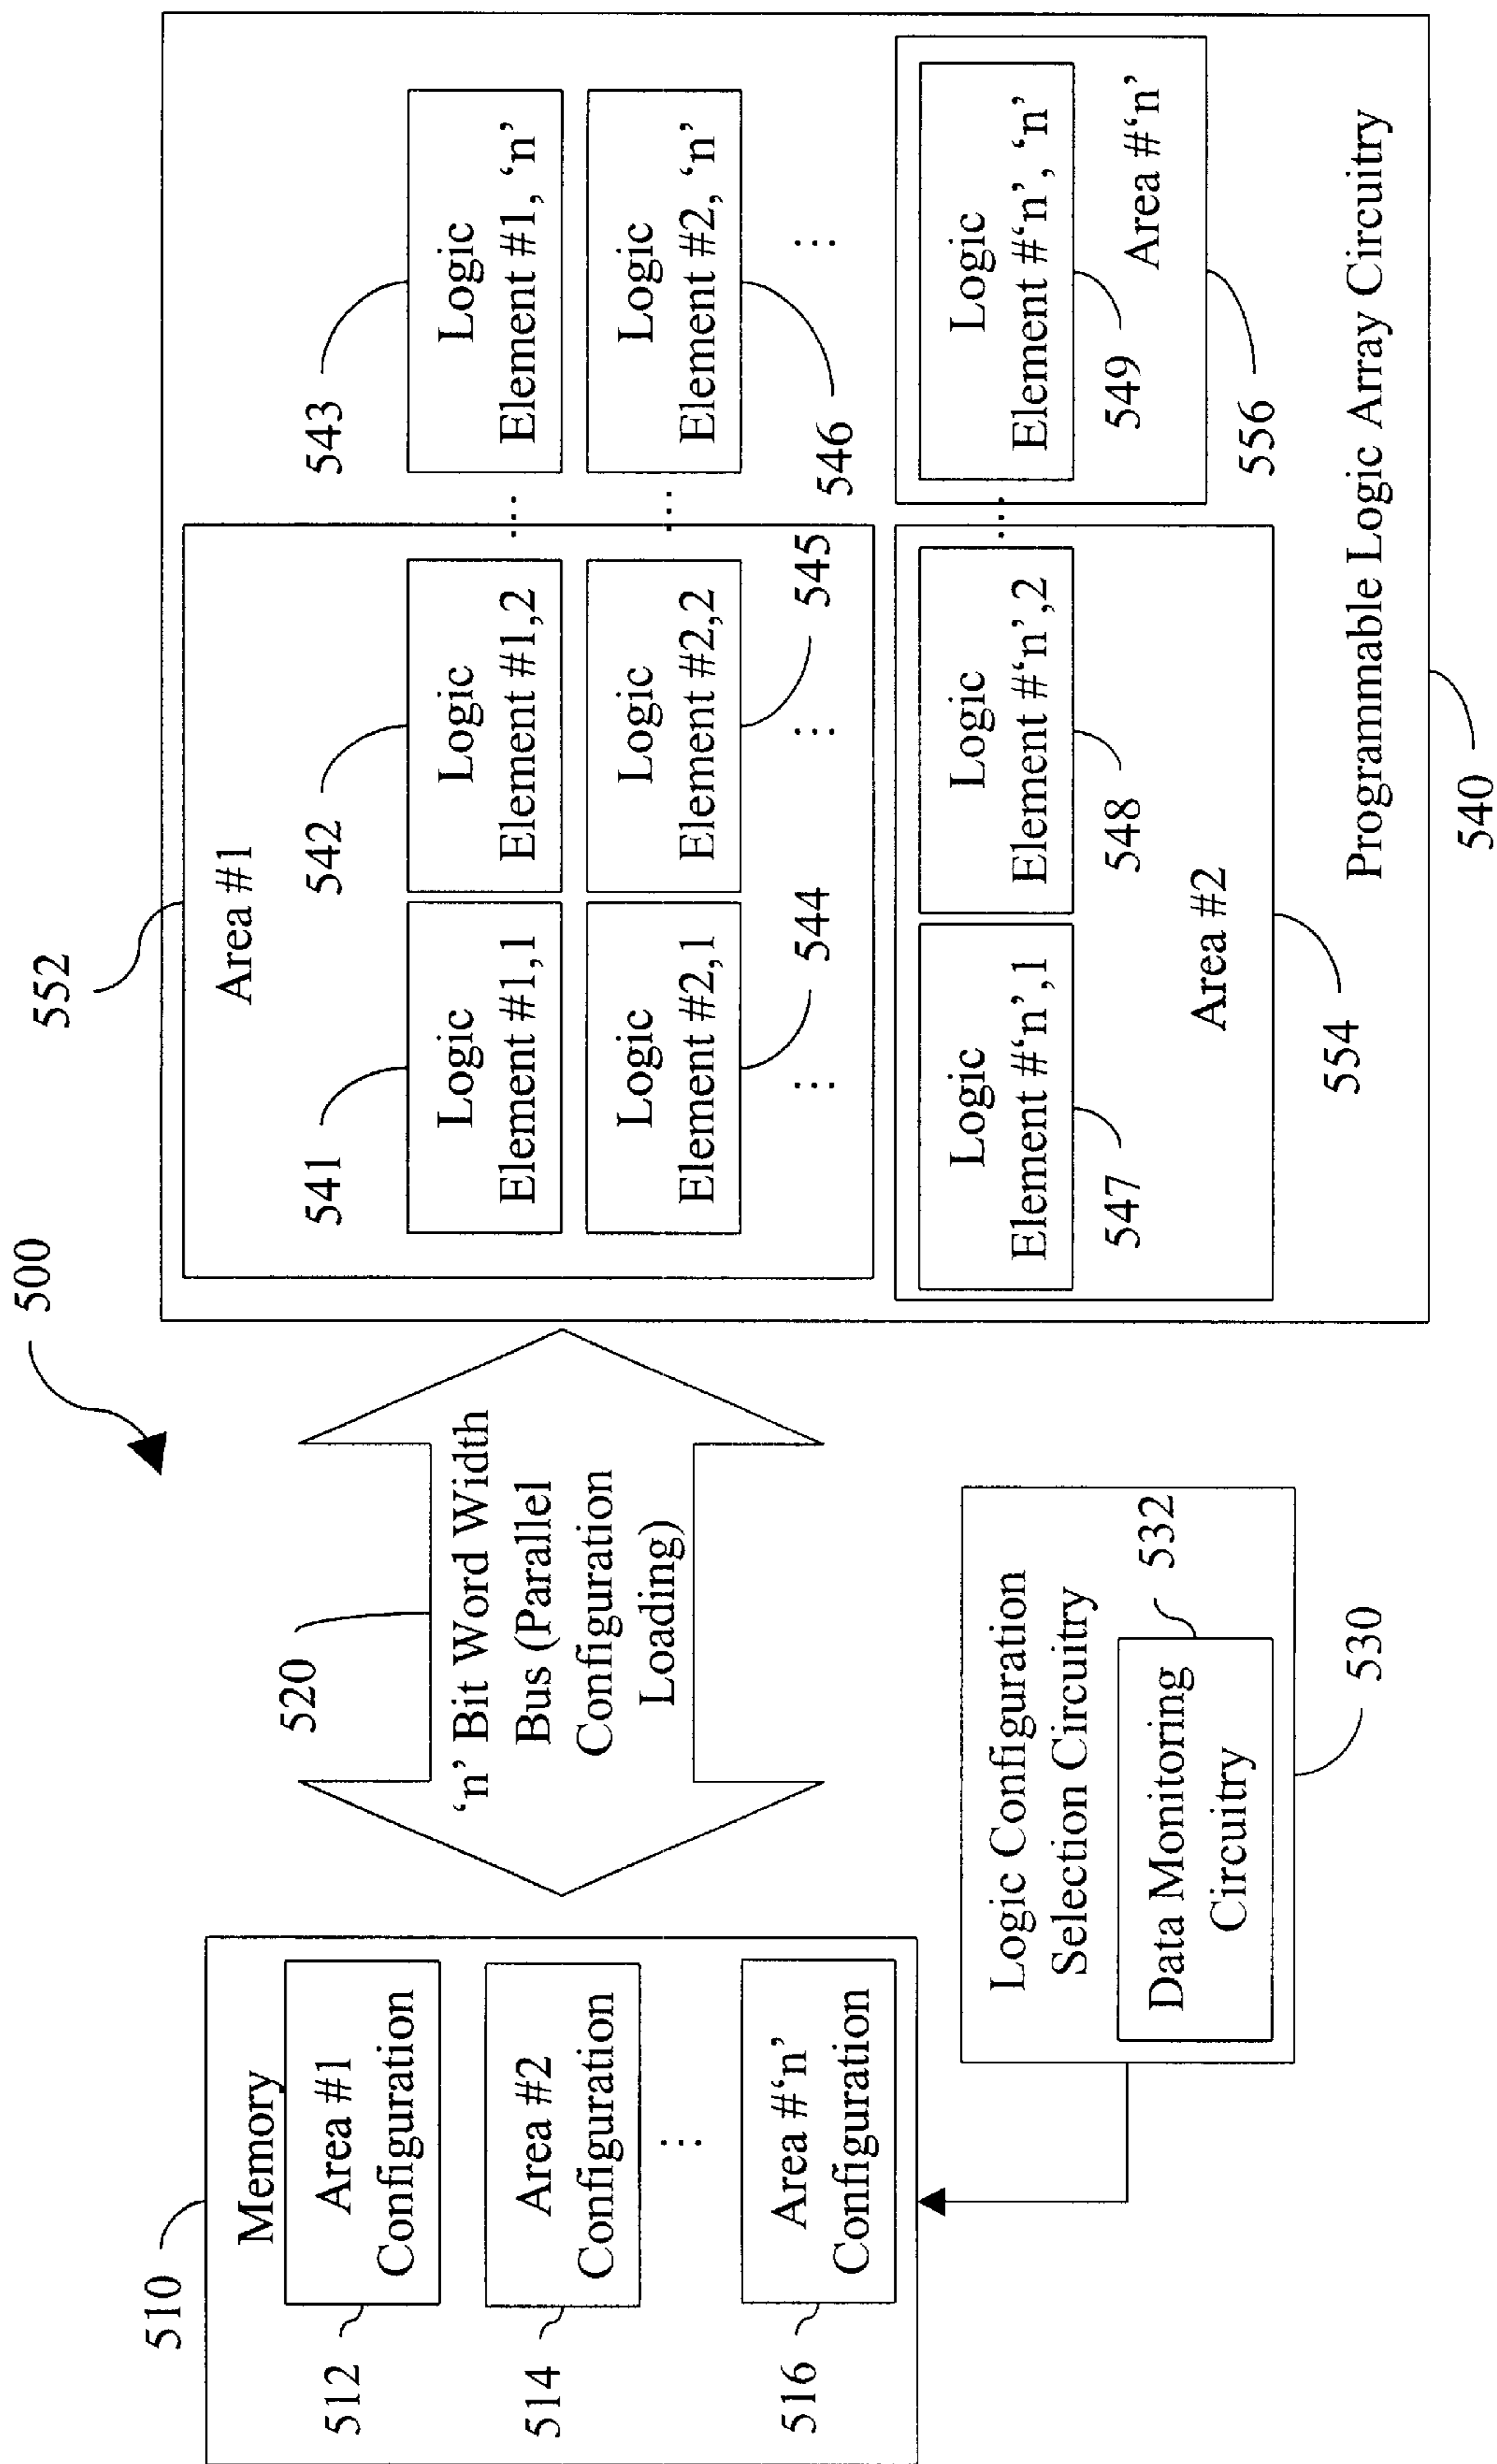 500
510
Memory
512
Area #1
Configuration
514
Area #2
Configuration
⋮
516
Area #‘n’
Configuration
520
‘n’ Bit Word Width
Bus (Parallel
Configuration
Loading)
Logic Configuration
Selection Circuitry
Data Monitoring
Circuitry
532
530
552
Area #1
541
Logic
Element #1,1
542
Logic
Element #1,2
...
543
Logic
Element #1, ‘n’
Logic
Element #2,1
544
Logic
Element #2,2
545
...
Logic
Element #2, ‘n’
546
⋮
⋮
⋮
Logic
Element #‘n’,1
547
Logic
Element #‘n’,2
548
...
Logic
Element #‘n’, ‘n’
549
Area #2
554
Area #‘n’
556
Programmable Logic Array Circuitry
540